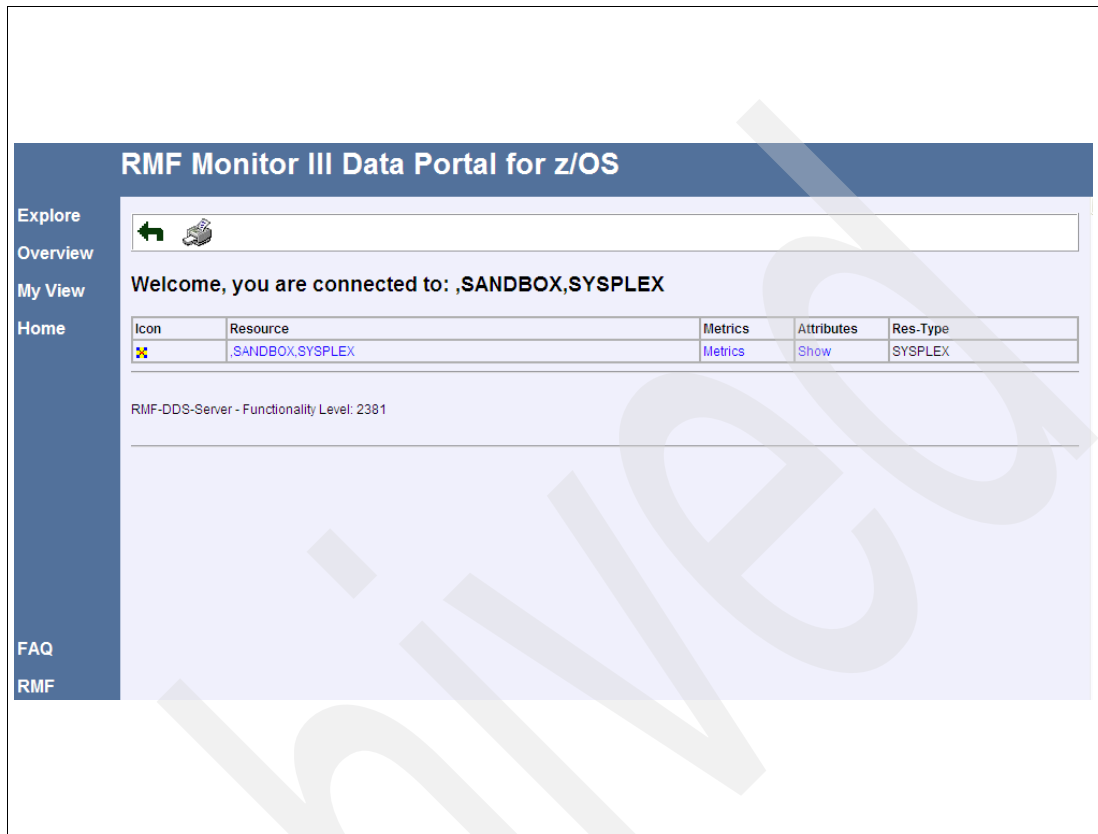 RMF Monitor III Data Portal for z/OS
Explore
Overview
My View
Home
Welcome, you are connected to: ,SANDBOX,SYSPLEX
Icon Resource Metrics Attributes Res-Type
,SANDBOX,SYSPLEX Metrics Show SYSPLEX
RMF-DDS-Server - Functionality Level: 2381
FAQ
RMF
hived